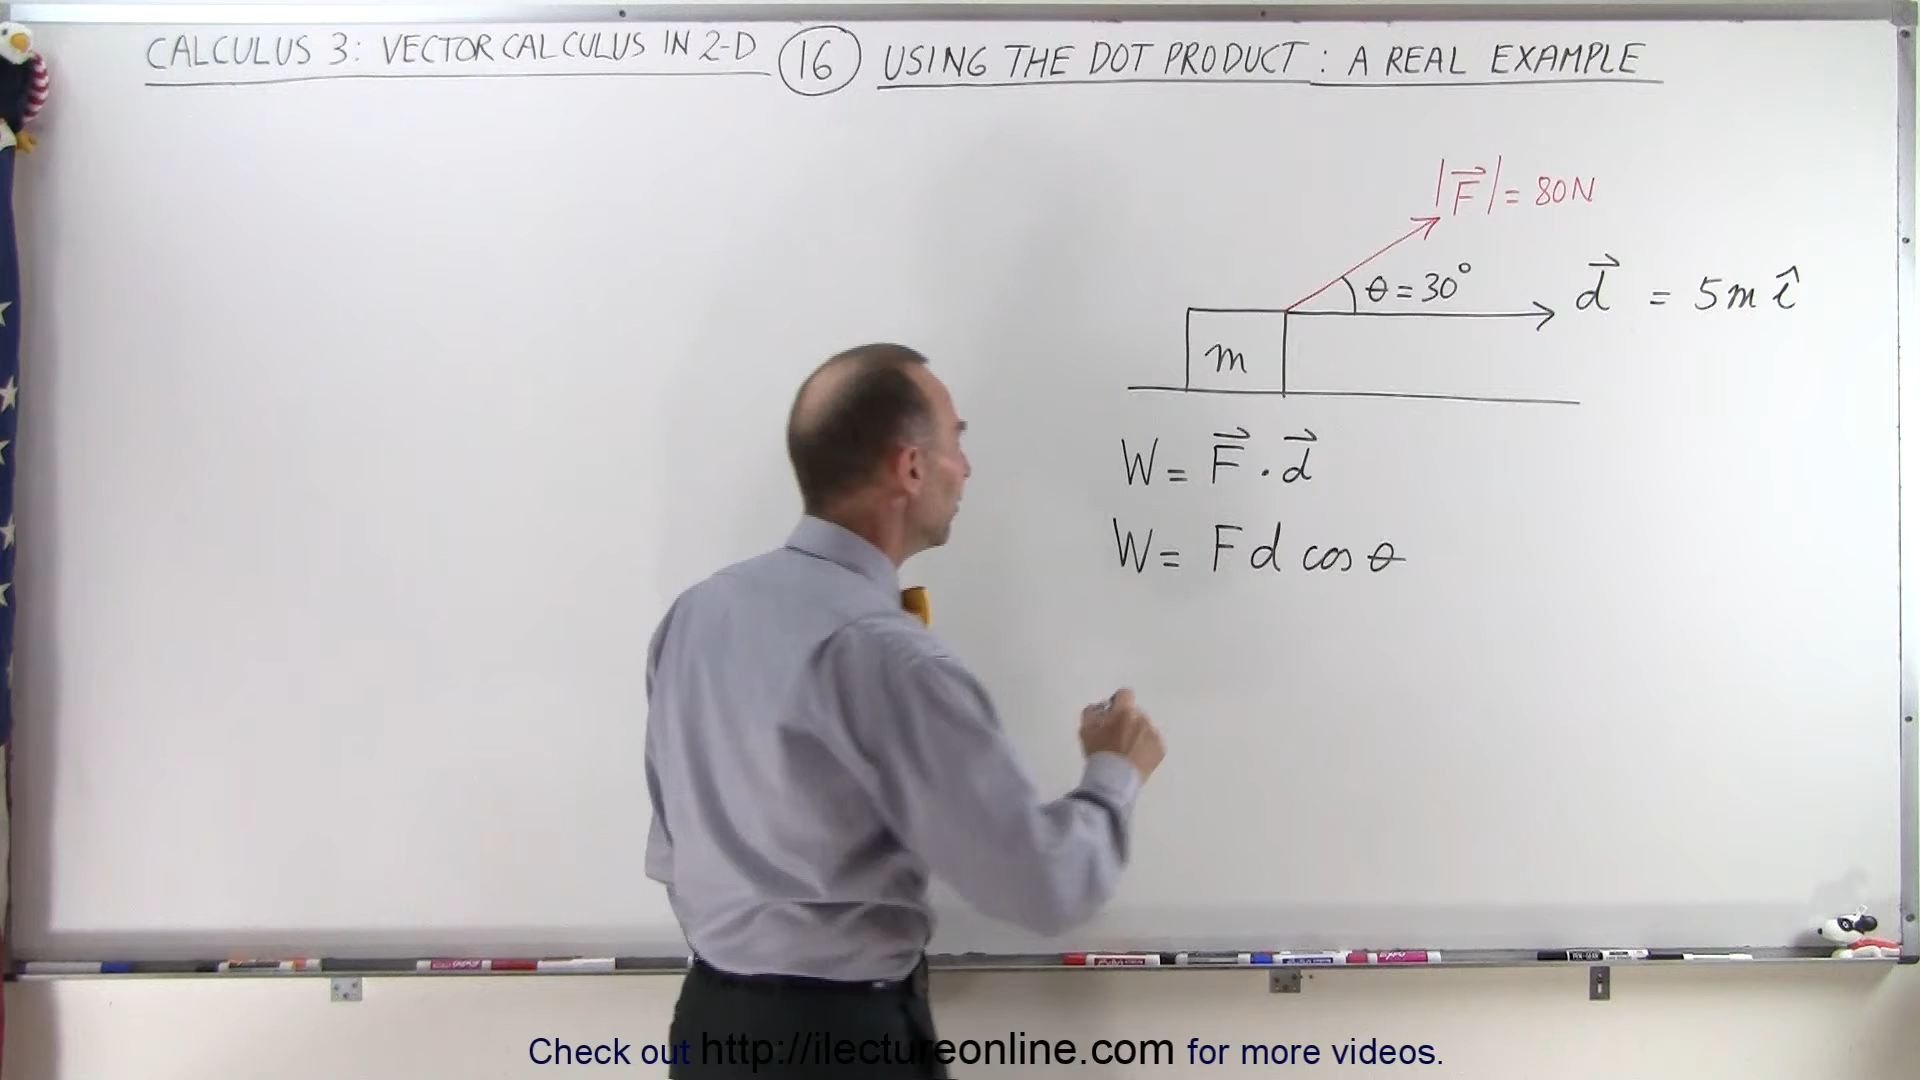 CALCULUS 3: VECTOR CALCULUS IN 2-D 16 USING THE DOT PRODUCT: A REAL EXAMPLE
|F⃗| = 80N
θ = 30°
d⃗ = 5m î
m
W = F⃗ · d⃗
W = F d cos θ
Check out http://ilectureonline.com for more videos.